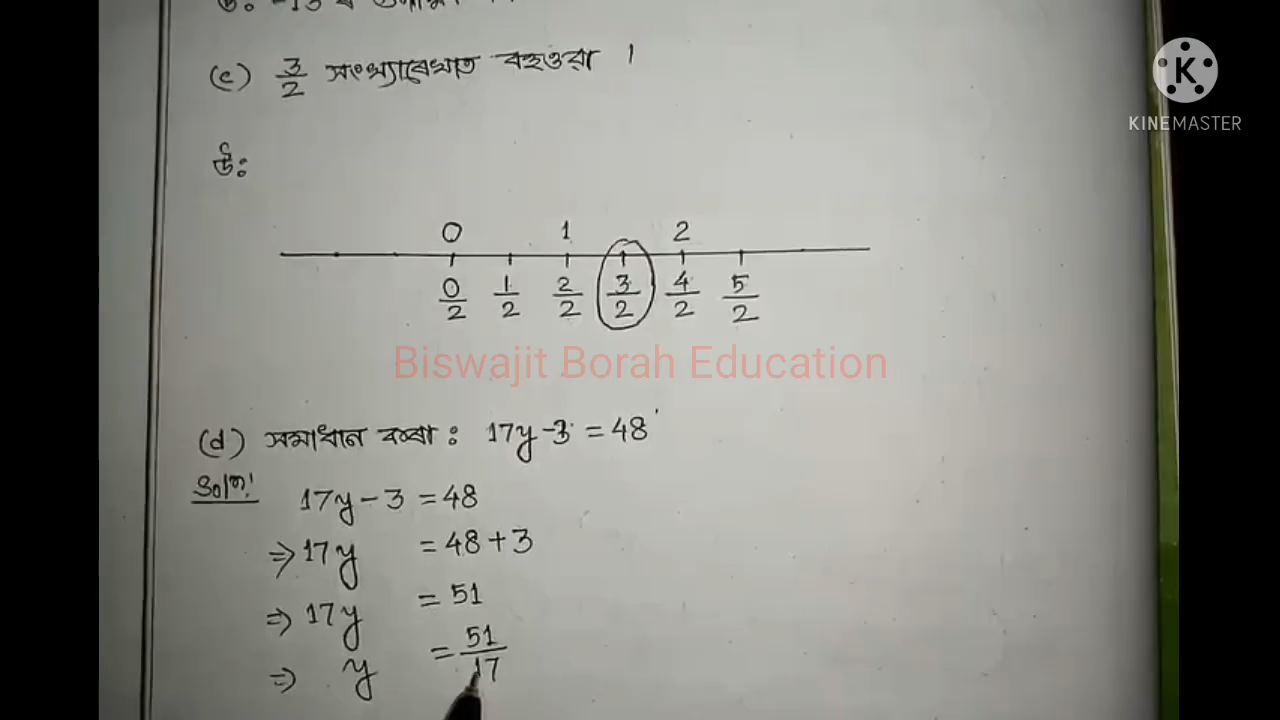 (c) 3/2 সংখ্যাৰেখাত বহুওৱা ।
KINEMASTER
উঃ
0 1 2
0/2 1/2 2/2 3/2 4/2 5/2
Biswajit Borah Education
(d) সমাধান কৰা : 17y - 3 = 48
Soln:
17y - 3 = 48
⇒ 17y = 48 + 3
⇒ 17y = 51
⇒ y = 51/17